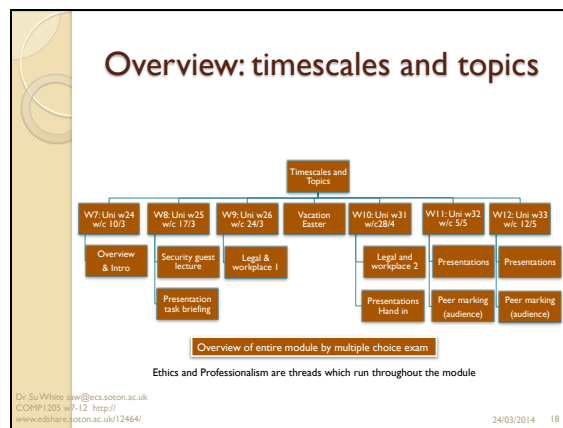 Overview: timescales and topics
Timescales and
Topics
W7: Uni w24
w/c 10/3
W8: Uni w25
w/c 17/3
W9: Uni w26
w/c 24/3
Vacation
Easter
W10: Uni w31
w/c28/4
W11: Uni w32
w/c 5/5
W12: Uni w33
w/c 12/5
Overview
& Intro
Security guest
lecture
Presentation
task briefing
Legal &
workplace 1
Legal and
workplace 2
Presentations
Hand in
Presentations
Peer marking
(audience)
Presentations
Peer marking
(audience)
Overview of entire module by multiple choice exam
Ethics and Professionalism are threads which run throughout the module
Dr Su White saw@ecs.soton.ac.uk
COMP1205 w7-12 http://
www.edshare.soton.ac.uk/12464/
24/03/2014
18